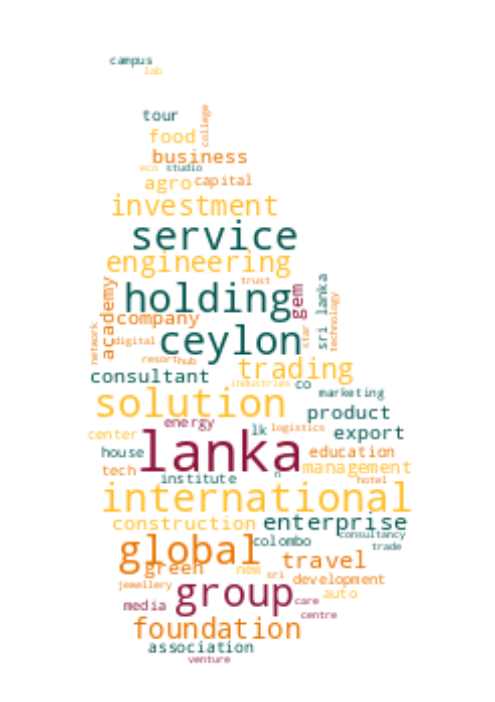 campus
lab
tour
college
food
business
eco studio
agro capital
investment
service
engineering
trust
academy
holding
gem
sri lanka
company
technology
star
network
digital
ceylon
resort hub
trading
consultant
industries co
marketing
solution
product
energy
center
lk logistics export
house
lanka
education
tech
management
institute
n
hotel
international
construction enterprise
consultancy
colombo
trade
global
travel
green
new sri
development
jewellery
auto
media
group
care
centre
foundation
association
venture